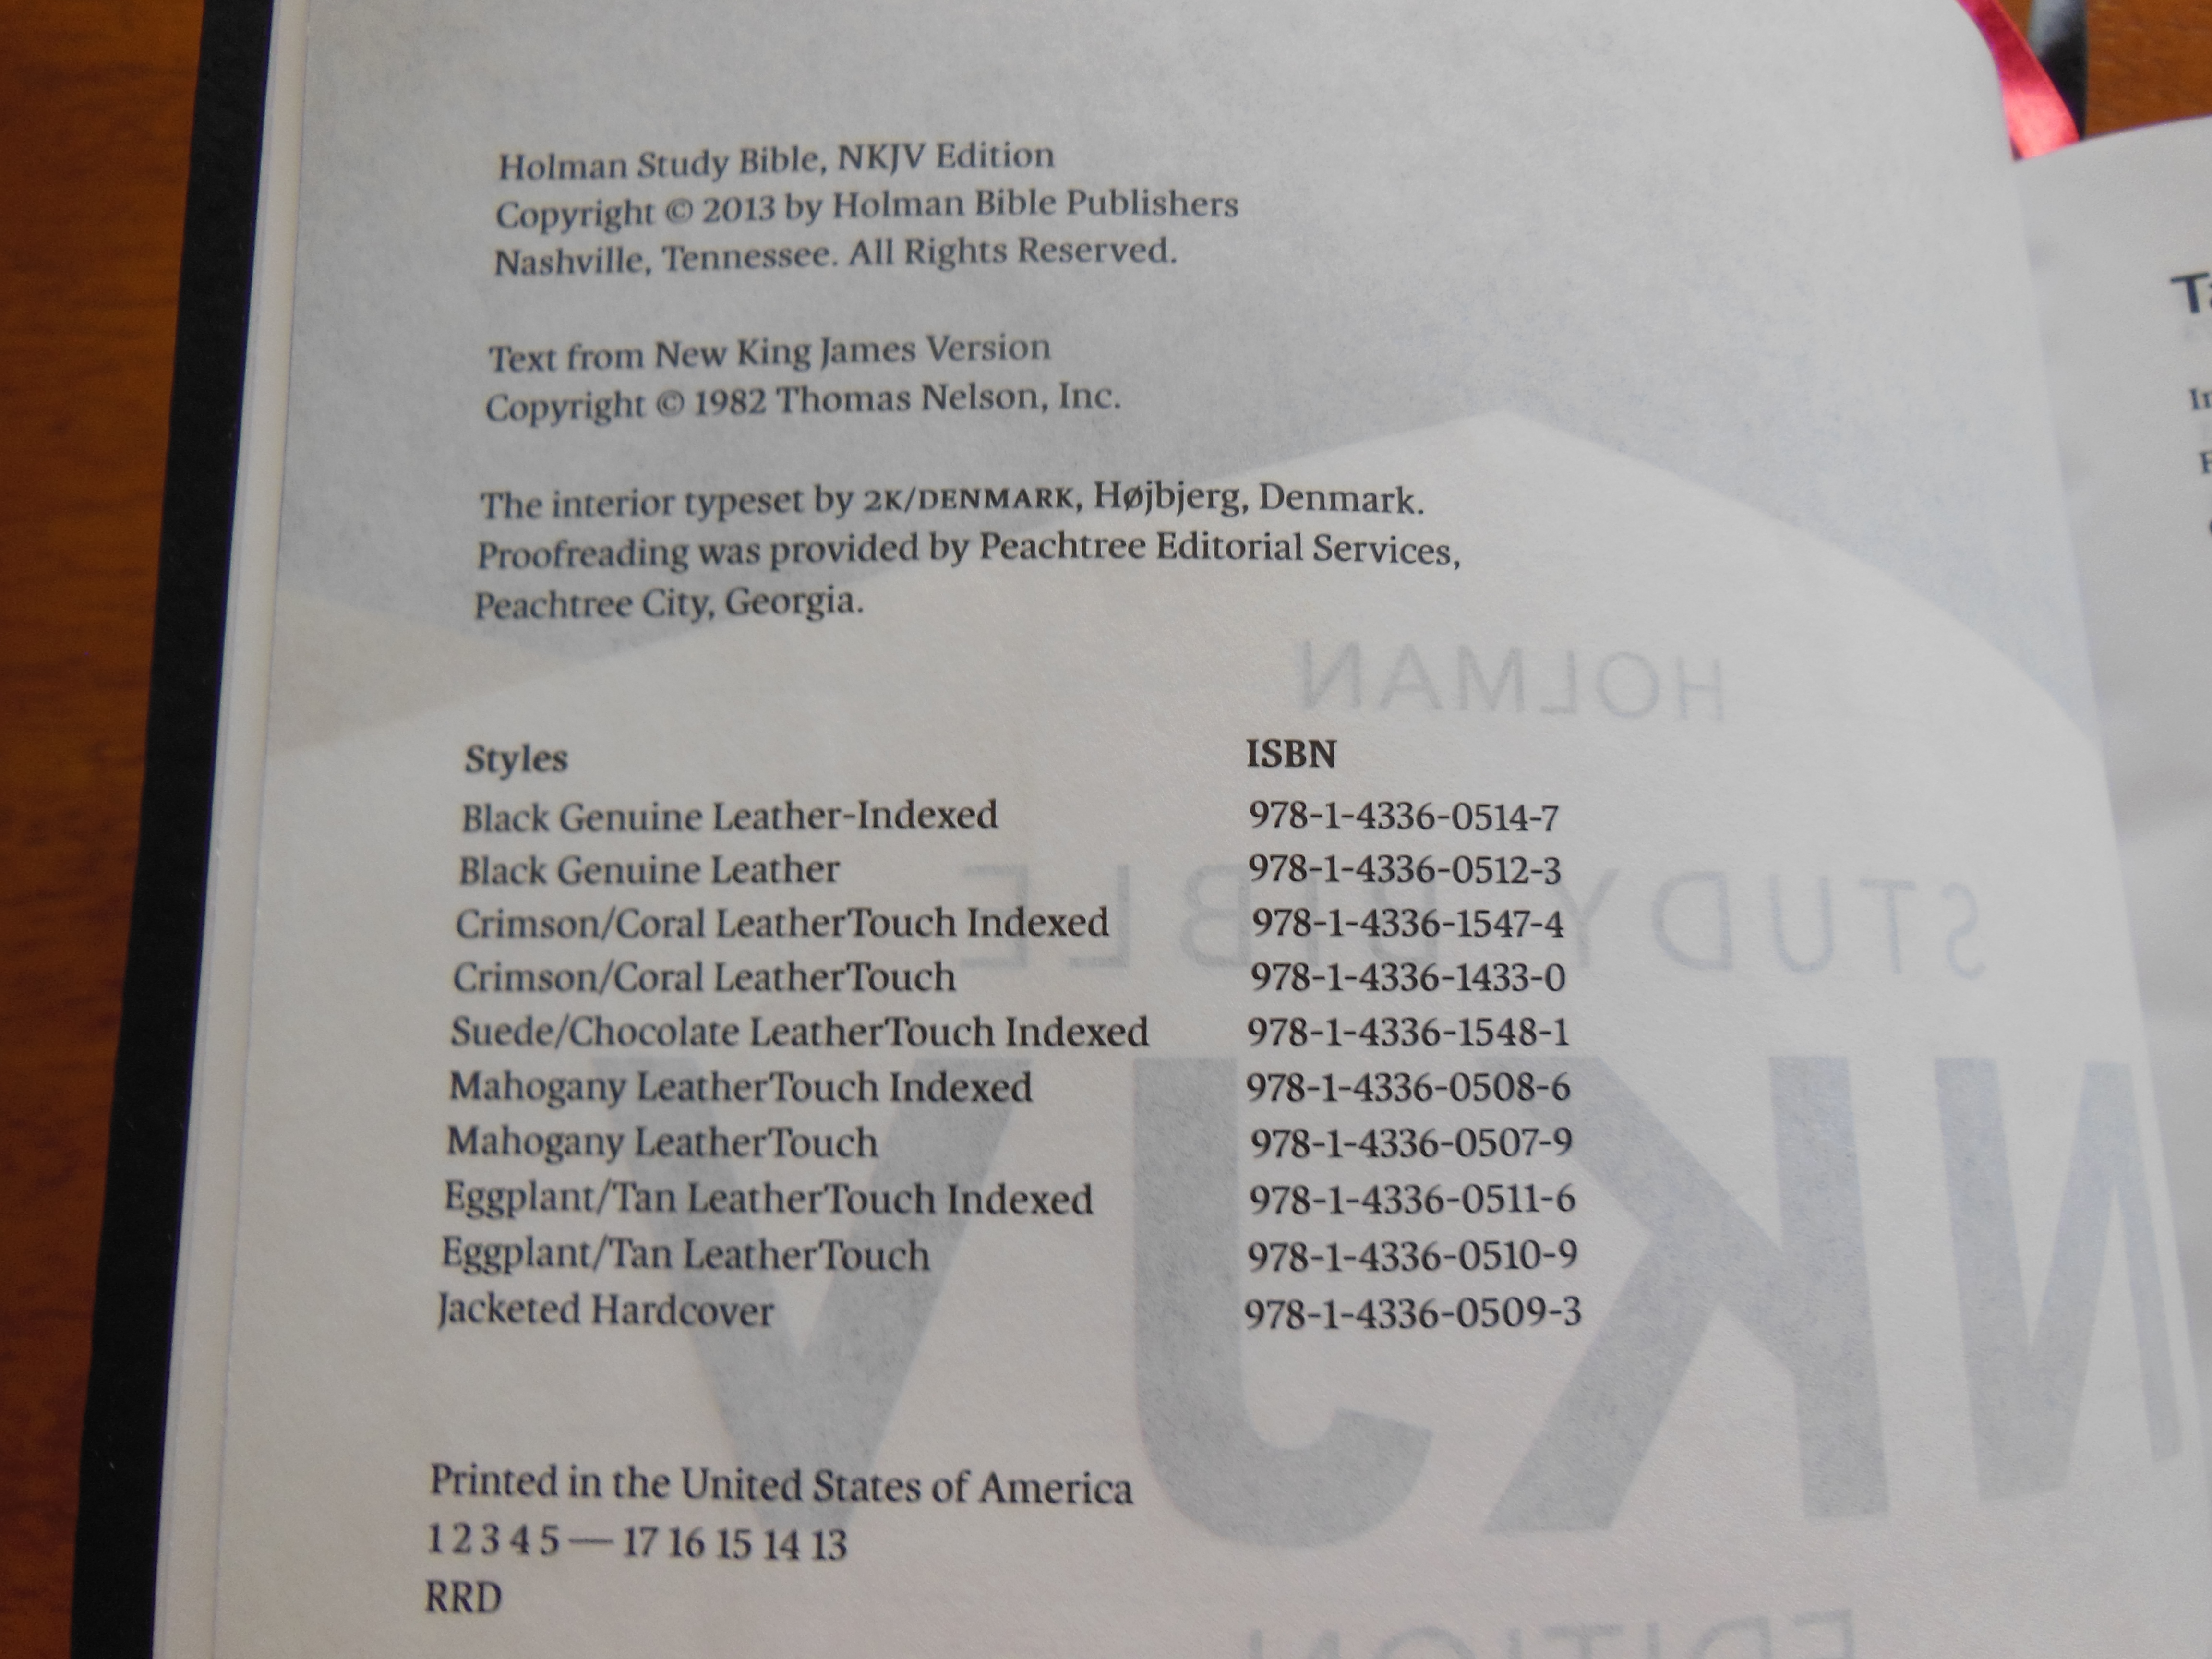 Holman Study Bible, NKJV Edition
Copyright © 2013 by Holman Bible Publishers
Nashville, Tennessee. All Rights Reserved.
Text from New King James Version
Copyright © 1982 Thomas Nelson, Inc.
The interior typeset by 2K/DENMARK, Højbjerg, Denmark.
Proofreading was provided by Peachtree Editorial Services,
Peachtree City, Georgia.
HOLMAN
STUDY BIBLE
NKJV
EDITION
Styles ISBN
Black Genuine Leather-Indexed 978-1-4336-0514-7
Black Genuine Leather 978-1-4336-0512-3
Crimson/Coral LeatherTouch Indexed 978-1-4336-1547-4
Crimson/Coral LeatherTouch 978-1-4336-1433-0
Suede/Chocolate LeatherTouch Indexed 978-1-4336-1548-1
Mahogany LeatherTouch Indexed 978-1-4336-0508-6
Mahogany LeatherTouch 978-1-4336-0507-9
Eggplant/Tan LeatherTouch Indexed 978-1-4336-0511-6
Eggplant/Tan LeatherTouch 978-1-4336-0510-9
Jacketed Hardcover 978-1-4336-0509-3
Printed in the United States of America
1 2 3 4 5 — 17 16 15 14 13
RRD